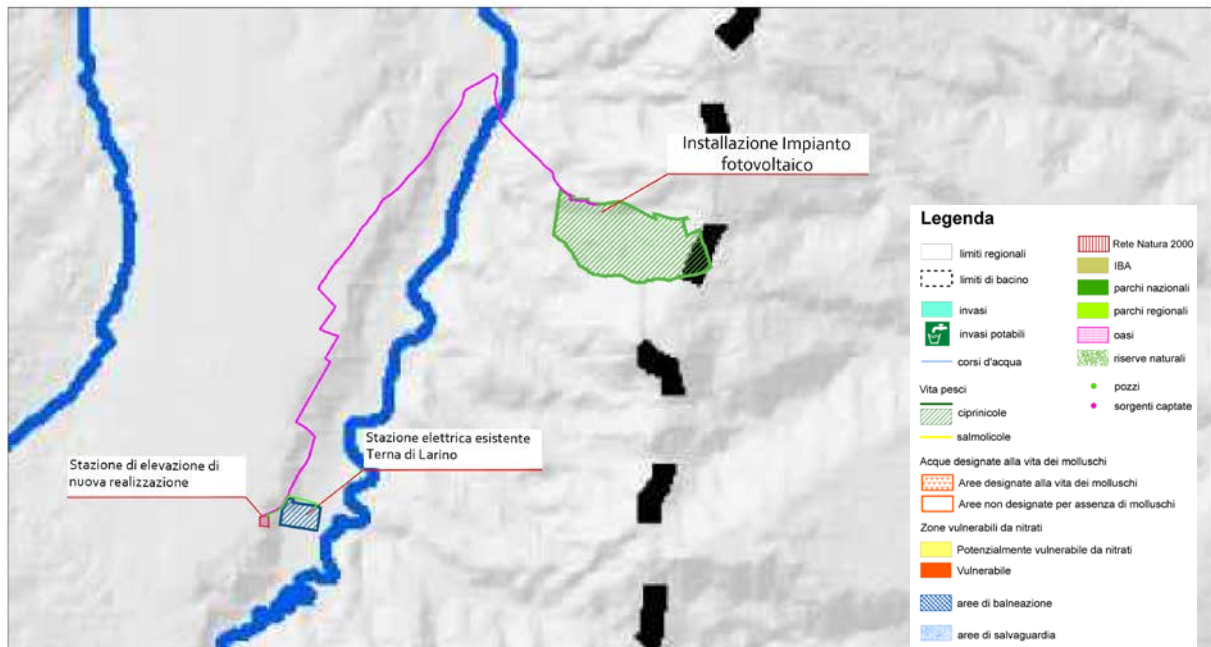 Installazione Impianto
fotovoltaico
Stazione elettrica esistente
Terna di Larino
Stazione di elevazione di
nuova realizzazione
Legenda
limiti regionali
limiti di bacino
invasi
invasi potabili
corsi d'acqua
Vita pesci
ciprinicole
salmolicole
Acque designate alla vita dei molluschi
Aree designate alla vita dei molluschi
Aree non designate per assenza di molluschi
Zone vulnerabili da nitrati
Potenzialmente vulnerabile da nitrati
Vulnerabile
aree di balneazione
aree di salvaguardia
Rete Natura 2000
IBA
parchi nazionali
parchi regionali
oasi
riserve naturali
pozzi
sorgenti captate